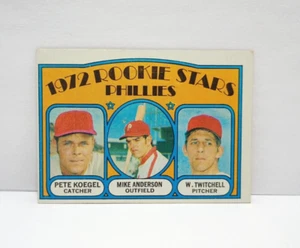 1972 ROOKIE STARS
PHILLIES
PETE KOEGEL
CATCHER
MIKE ANDERSON
OUTFIELD
W. TWITCHELL
PITCHER